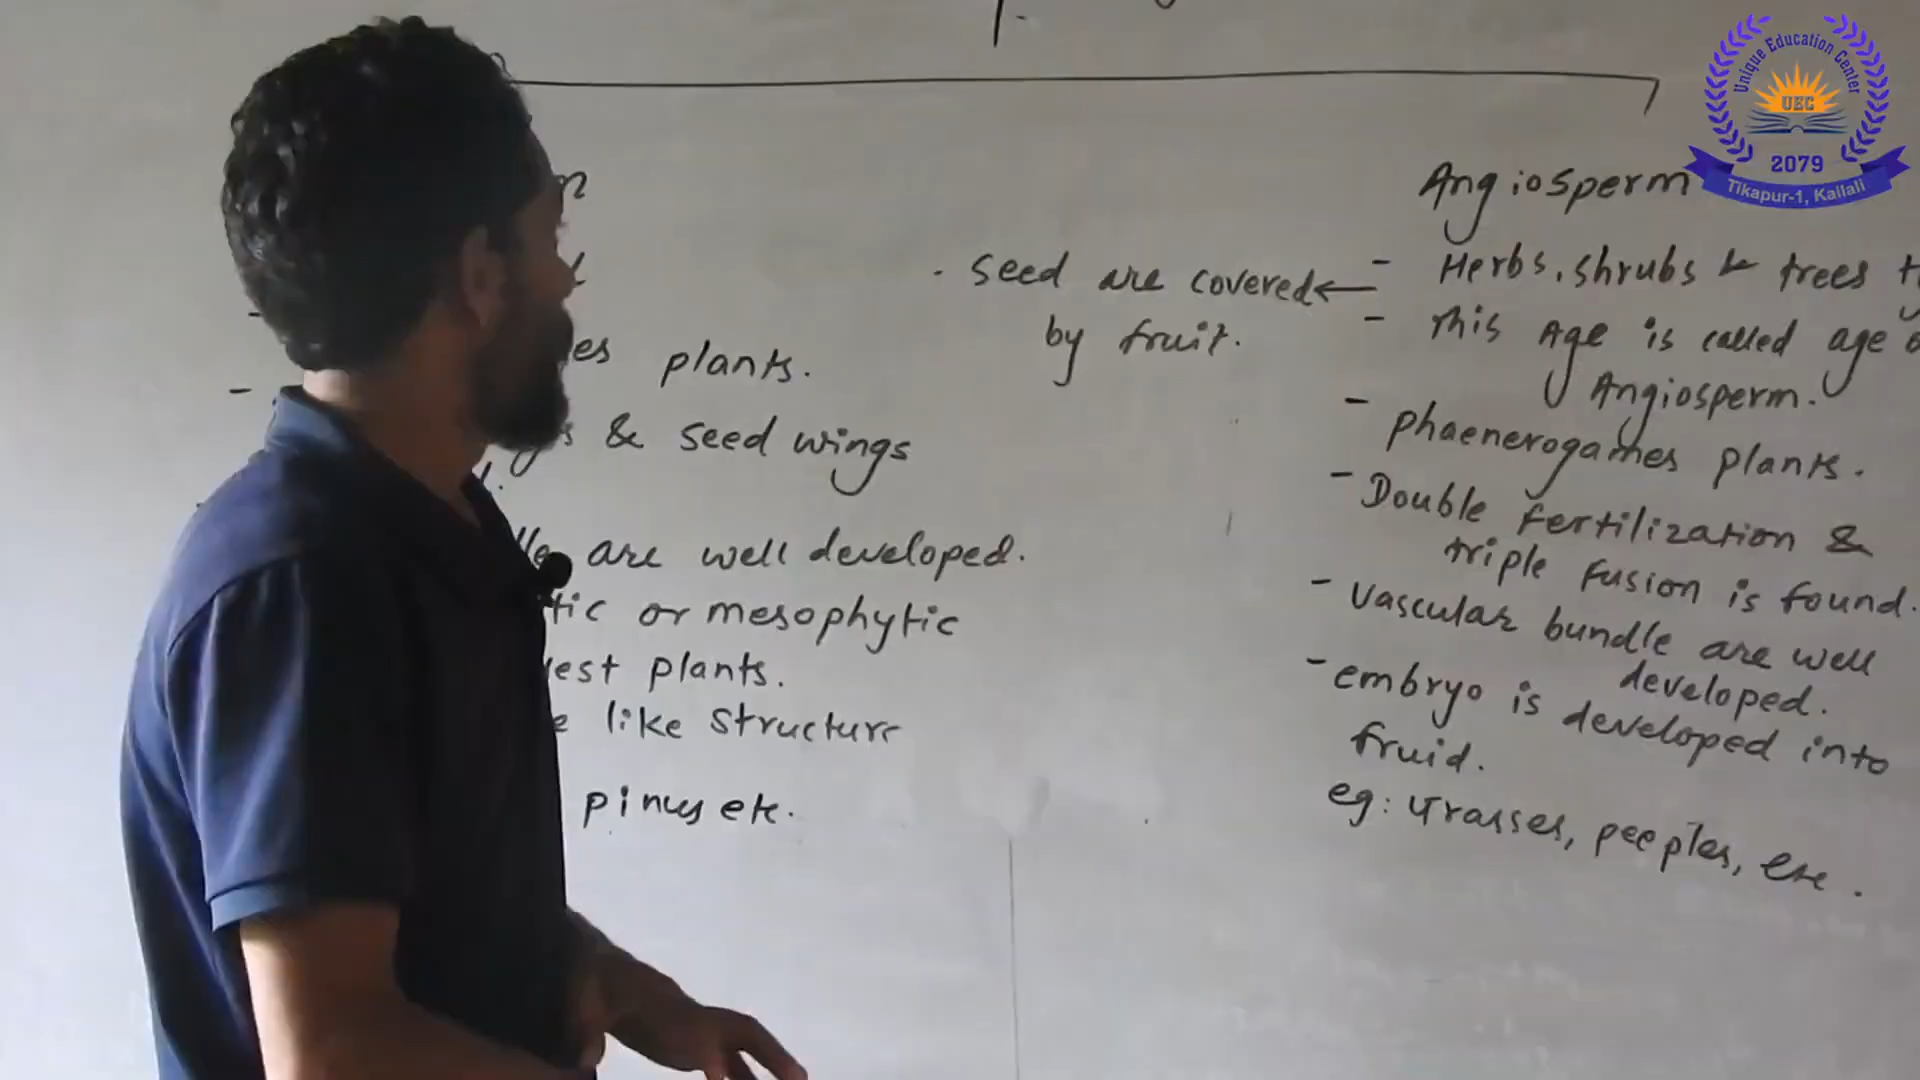 plants.
& seed wings
are well developed.
or mesophytic
plants.
like structure
pinus etc.
- seed are covered
by fruit.
Angiosperm
- Herbs, shrubs & trees
- This Age is called age
Angiosperm.
- phaenerogames plants.
- Double fertilization &
triple fusion is found.
- vascular bundle are well
developed.
- embryo is developed into
fruid.
eg: Grasses, peeples, etc.
Unique Education Center
UEC
2079
Tikapur-1, Kailali